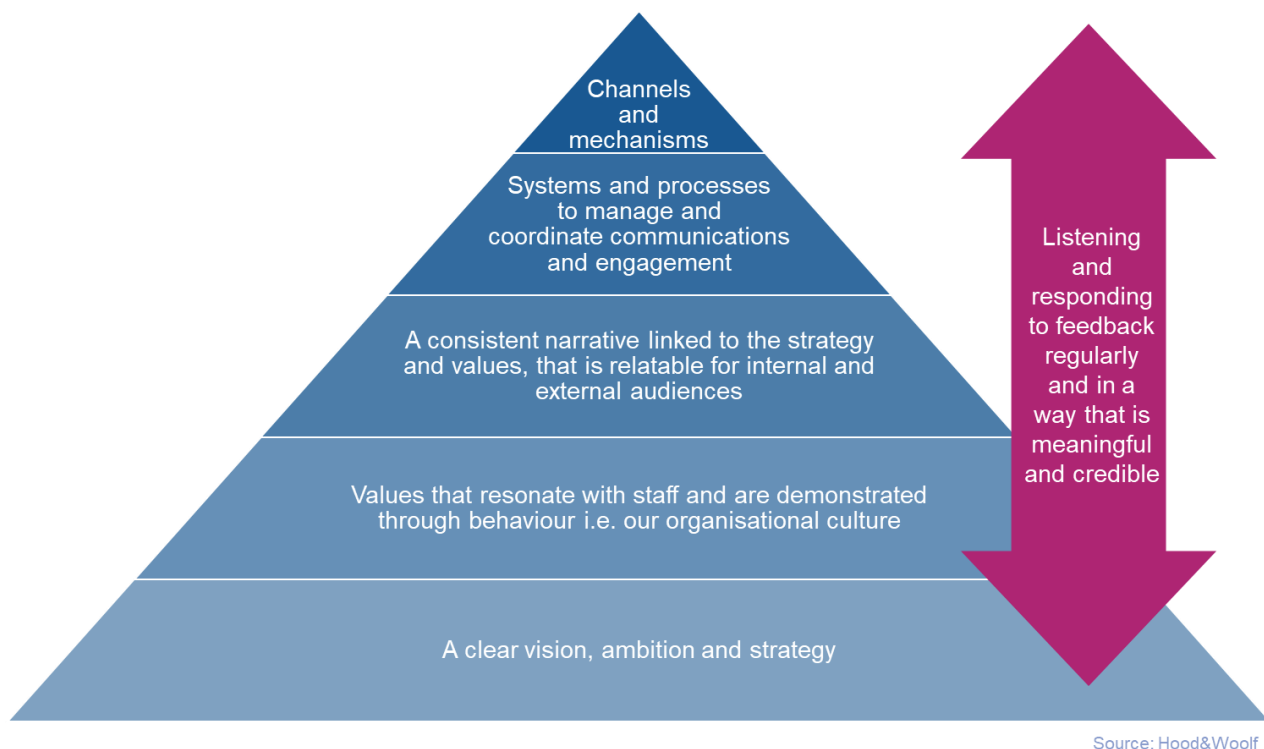 Channels
and
mechanisms
Systems and processes
to manage and
coordinate communications
and engagement
A consistent narrative linked to the strategy
and values, that is relatable for internal and
external audiences
Values that resonate with staff and are demonstrated
through behaviour i.e. our organisational culture
A clear vision, ambition and strategy
Listening
and
responding
to feedback
regularly
and in a
way that is
meaningful
and credible
Source: Hood&Woolf